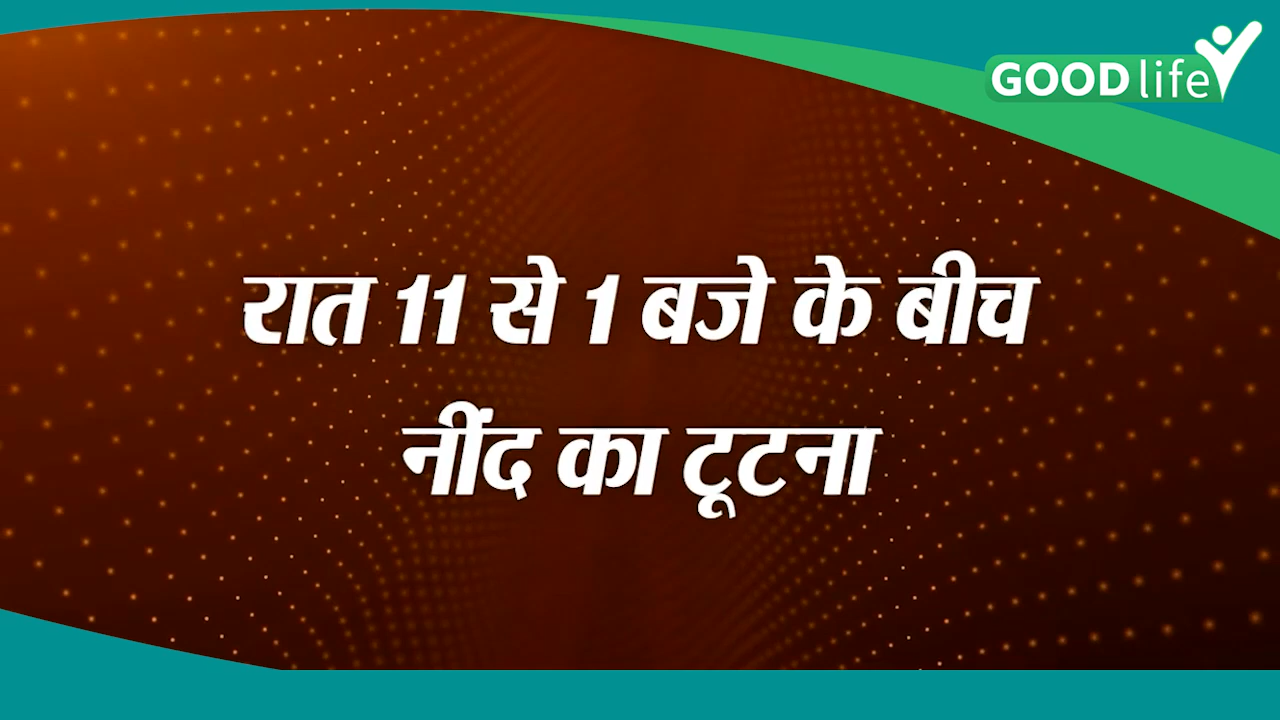 GOOD life
रात 11 से 1 बजे के बीच
नींद का टूटना